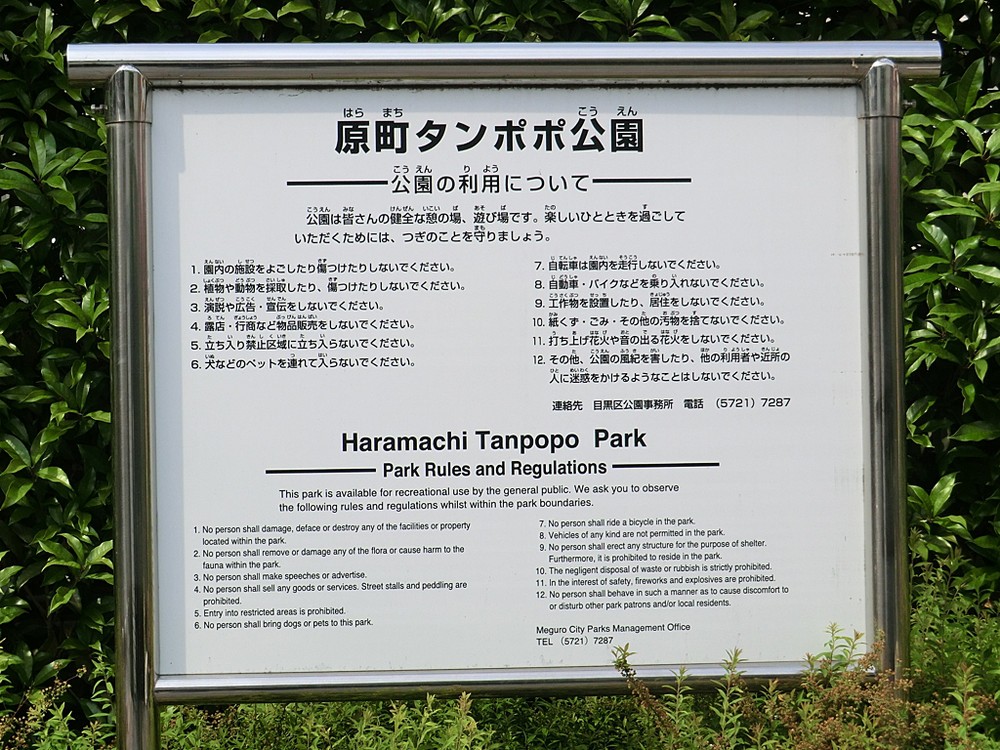 原町タンポポ公園
公園の利用について
公園は皆さんの健全な憩の場、遊び場です。楽しいひとときを過ごして
いただくためには、つぎのことを守りましょう。
1. 園内の施設をよごしたり傷つけたりしないでください。
2. 植物や動物を採取したり、傷つけたりしないでください。
3. 演説や広告・宣伝をしないでください。
4. 露店・行商など物品販売をしないでください。
5. 立ち入り禁止区域に立ち入らないでください。
6. 犬などのペットを連れて入らないでください。
7. 自転車は園内を走行しないでください。
8. 自動車・バイクなどを乗り入れないでください。
9. 工作物を設置したり、居住をしないでください。
10. 紙くず・ごみ・その他の汚物を捨てないでください。
11. 打ち上げ花火や音の出る花火をしないでください。
12. その他、公園の風紀を害したり、他の利用者や近所の
人に迷惑をかけるようなことはしないでください。
連絡先 目黒区公園事務所 電話 (5721) 7287
Haramachi Tanpopo Park
Park Rules and Regulations
This park is available for recreational use by the general public. We ask you to observe
the following rules and regulations whilst within the park boundaries.
1. No person shall damage, deface or destroy any of the facilities or property
located within the park.
2. No person shall remove or damage any of the flora or cause harm to the
fauna within the park.
3. No person shall make speeches or advertise.
4. No person shall sell any goods or services. Street stalls and peddling are
prohibited.
5. Entry into restricted areas is prohibited.
6. No person shall bring dogs or pets to this park.
7. No person shall ride a bicycle in the park.
8. Vehicles of any kind are not permitted in the park.
9. No person shall erect any structure for the purpose of shelter.
Furthermore, it is prohibited to reside in the park.
10. The negligent disposal of waste or rubbish is strictly prohibited.
11. In the interest of safety, fireworks and explosives are prohibited.
12. No person shall behave in such a manner as to cause discomfort to
or disturb other park patrons and/or local residents.
Meguro City Parks Management Office
TEL (5721) 7287